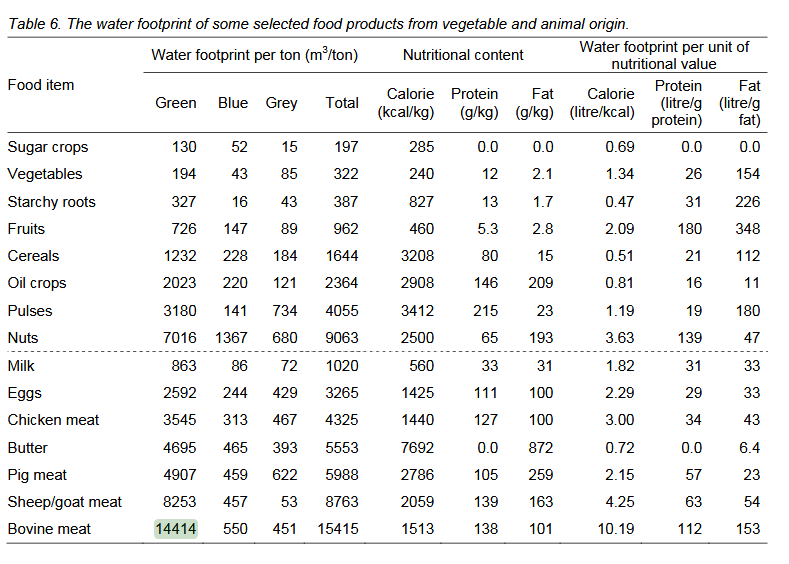 Table 6. The water footprint of some selected food products from vegetable and animal origin.
Food item Water footprint per ton (m³/ton) Nutritional content Water footprint per unit of nutritional value
Green Blue Grey Total Calorie (kcal/kg) Protein (g/kg) Fat (g/kg) Calorie (litre/kcal) Protein (litre/g protein) Fat (litre/g fat)
Sugar crops 130 52 15 197 285 0.0 0.0 0.69 0.0 0.0
Vegetables 194 43 85 322 240 12 2.1 1.34 26 154
Starchy roots 327 16 43 387 827 13 1.7 0.47 31 226
Fruits 726 147 89 962 460 5.3 2.8 2.09 180 348
Cereals 1232 228 184 1644 3208 80 15 0.51 21 112
Oil crops 2023 220 121 2364 2908 146 209 0.81 16 11
Pulses 3180 141 734 4055 3412 215 23 1.19 19 180
Nuts 7016 1367 680 9063 2500 65 193 3.63 139 47
Milk 863 86 72 1020 560 33 31 1.82 31 33
Eggs 2592 244 429 3265 1425 111 100 2.29 29 33
Chicken meat 3545 313 467 4325 1440 127 100 3.00 34 43
Butter 4695 465 393 5553 7692 0.0 872 0.72 0.0 6.4
Pig meat 4907 459 622 5988 2786 105 259 2.15 57 23
Sheep/goat meat 8253 457 53 8763 2059 139 163 4.25 63 54
Bovine meat 14414 550 451 15415 1513 138 101 10.19 112 153